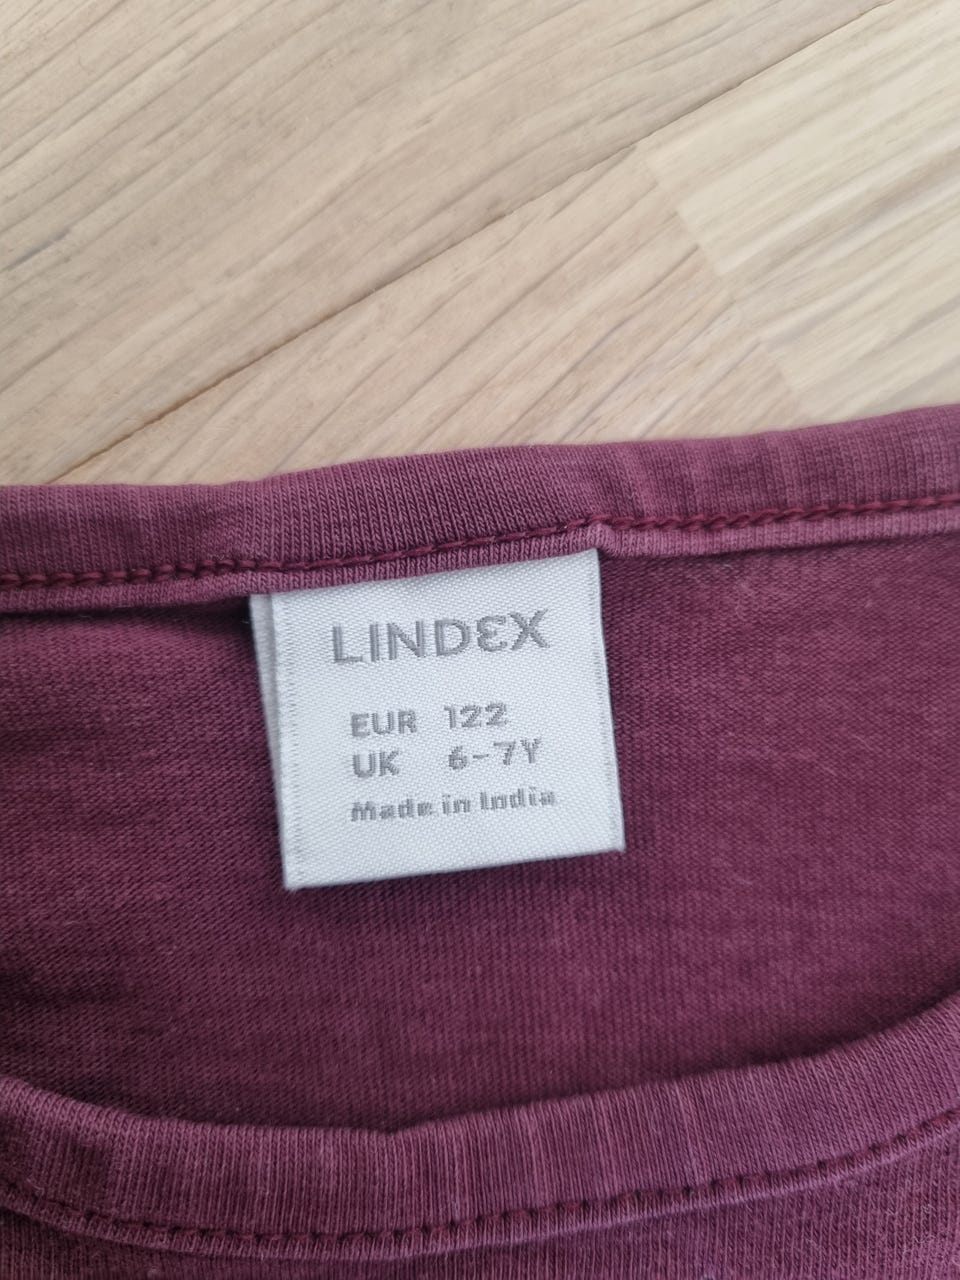 LINDEX
EUR 122
UK 6-7Y
Made in India